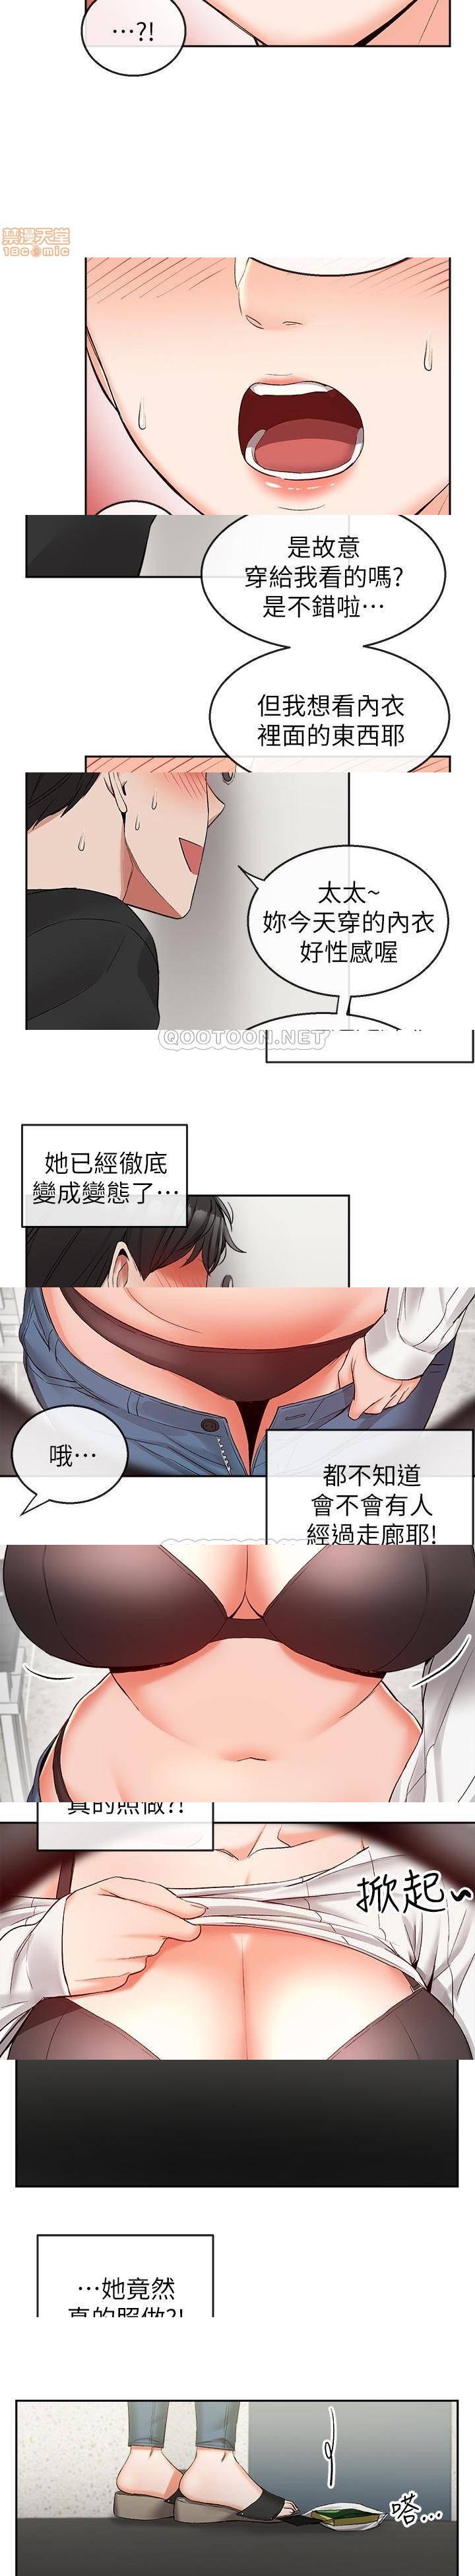 …?!
禁漫天堂
18comic
是故意
穿給我看的嗎?
是不錯啦…
但我想看內衣
裡面的東西耶
太太~
妳今天穿的內衣
好性感喔
QOOTOON.NET
她已經徹底
變成變態了…
哦…
都不知道
會不會有人
經過走廊耶!
真的照做?!
掀起~
…她竟然
真的照做?!
嗒…